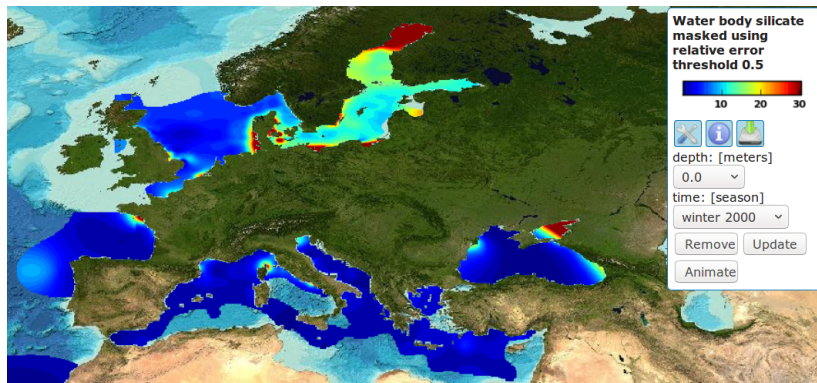 Water body silicate
masked using
relative error
threshold 0.5
10 20 30
depth: [meters]
0.0
time: [season]
winter 2000
Remove Update
Animate